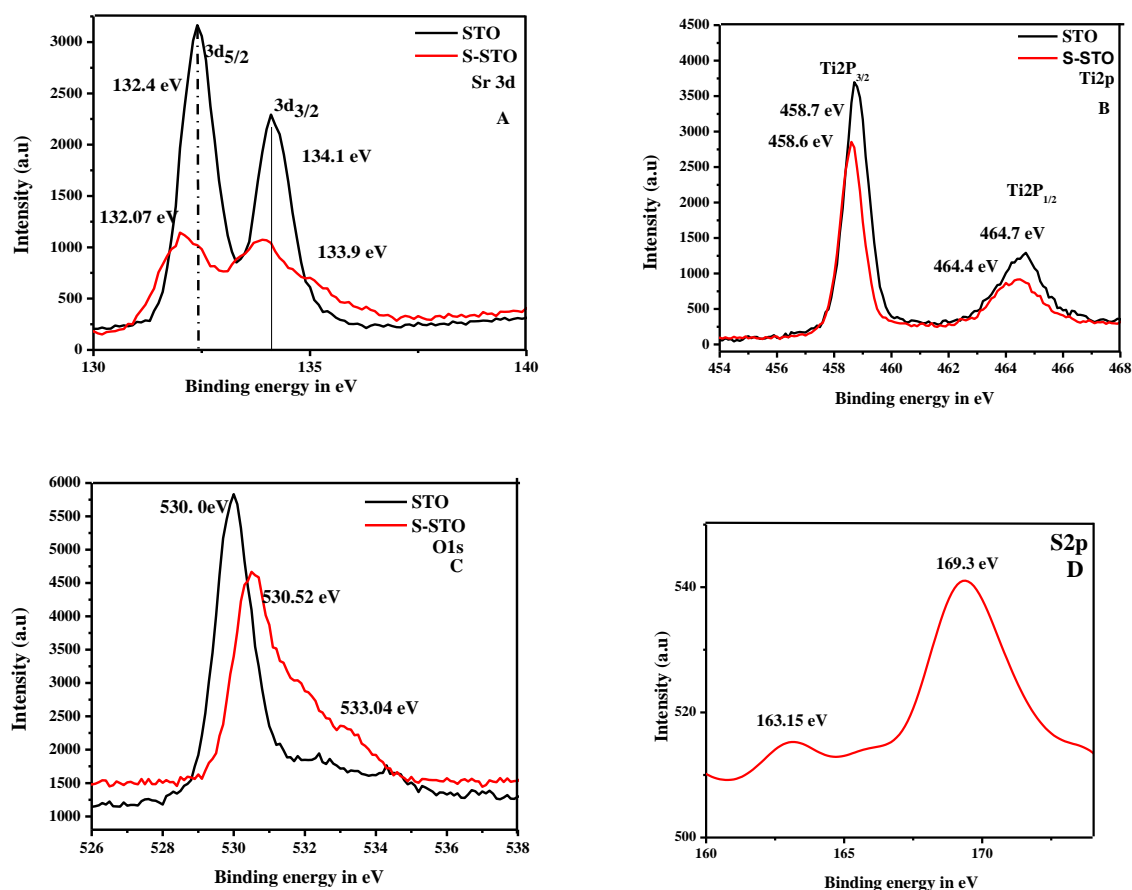 STO
S-STO
Sr 3d
A
3d5/2
132.4 eV
3d3/2
134.1 eV
132.07 eV
133.9 eV
3000
2500
2000
1500
1000
500
0
130
135
140
Intensity (a.u)
Binding energy in eV
STO
S-STO
Ti2p
B
Ti2P3/2
458.7 eV
458.6 eV
Ti2P1/2
464.7 eV
464.4 eV
4500
4000
3500
3000
2500
2000
1500
1000
500
0
454 456 458 460 462 464 466 468
Intensity (a.u)
Binding energy in eV
STO
S-STO
O1s
C
530. 0eV
530.52 eV
533.04 eV
6000
5500
5000
4500
4000
3500
3000
2500
2000
1500
1000
526 528 530 532 534 536 538
Intensity (a.u)
Binding energy in eV
S2p
D
169.3 eV
163.15 eV
540
520
500
160 165 170
Intensity (a.u)
Binding energy in eV